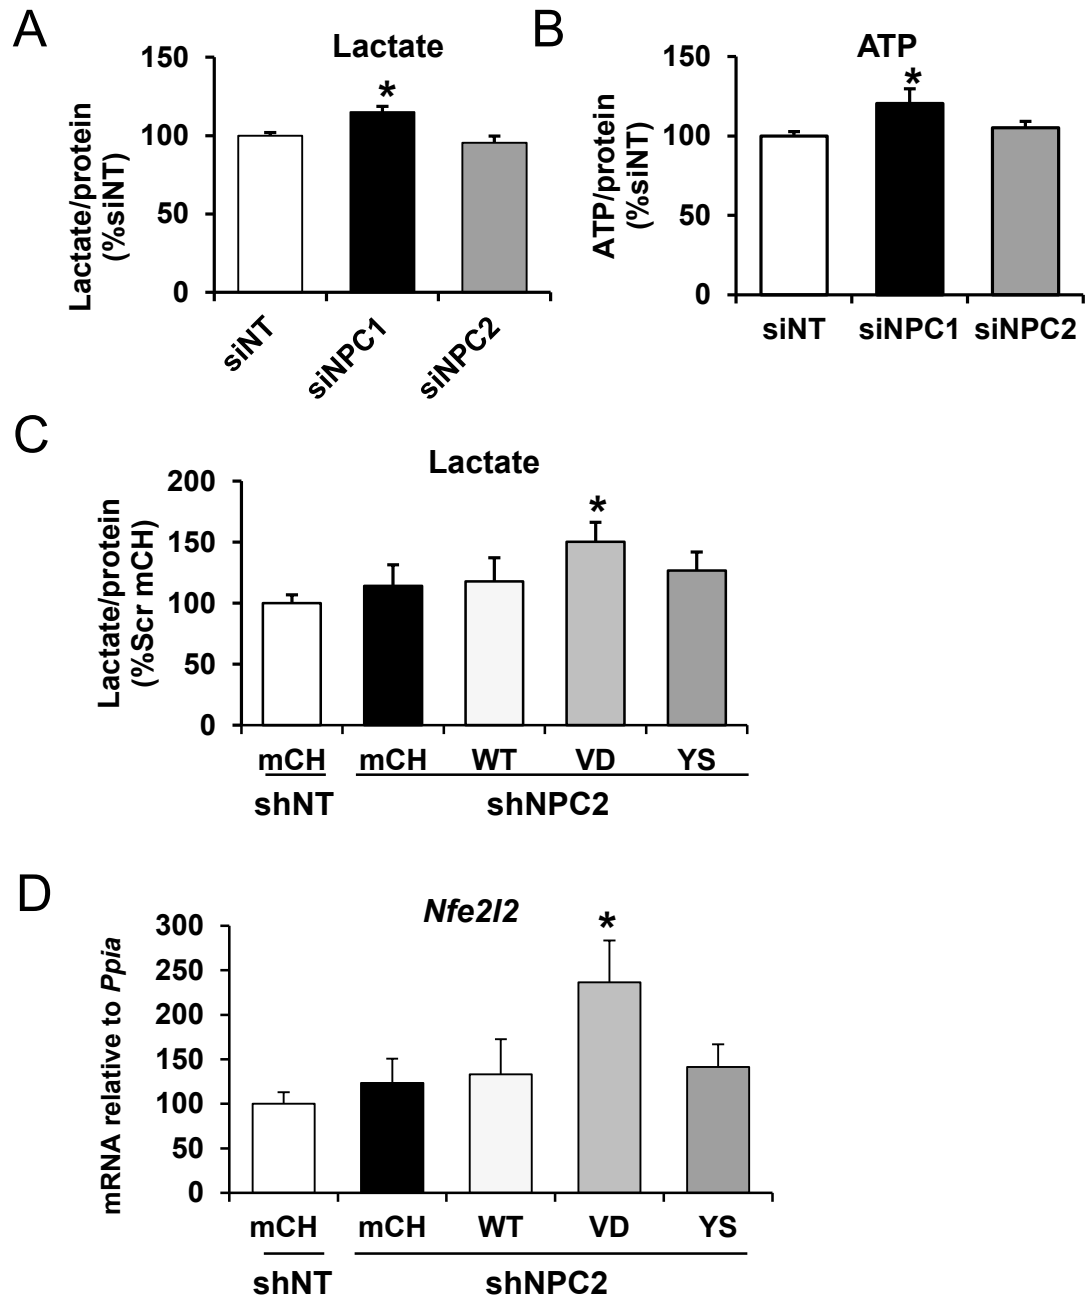 A
Lactate
Lactate/protein
(%siNT)
150
100
50
0
*
siNT
siNPC1
siNPC2
B
ATP
ATP/protein
(%siNT)
150
100
50
0
*
siNT siNPC1 siNPC2
C
Lactate
Lactate/protein
(%Scr mCH)
200
150
100
50
0
*
mCH mCH WT VD YS
shNT shNPC2
D
Nfe2l2
mRNA relative to Ppia
300
250
200
150
100
50
0
*
mCH mCH WT VD YS
shNT shNPC2